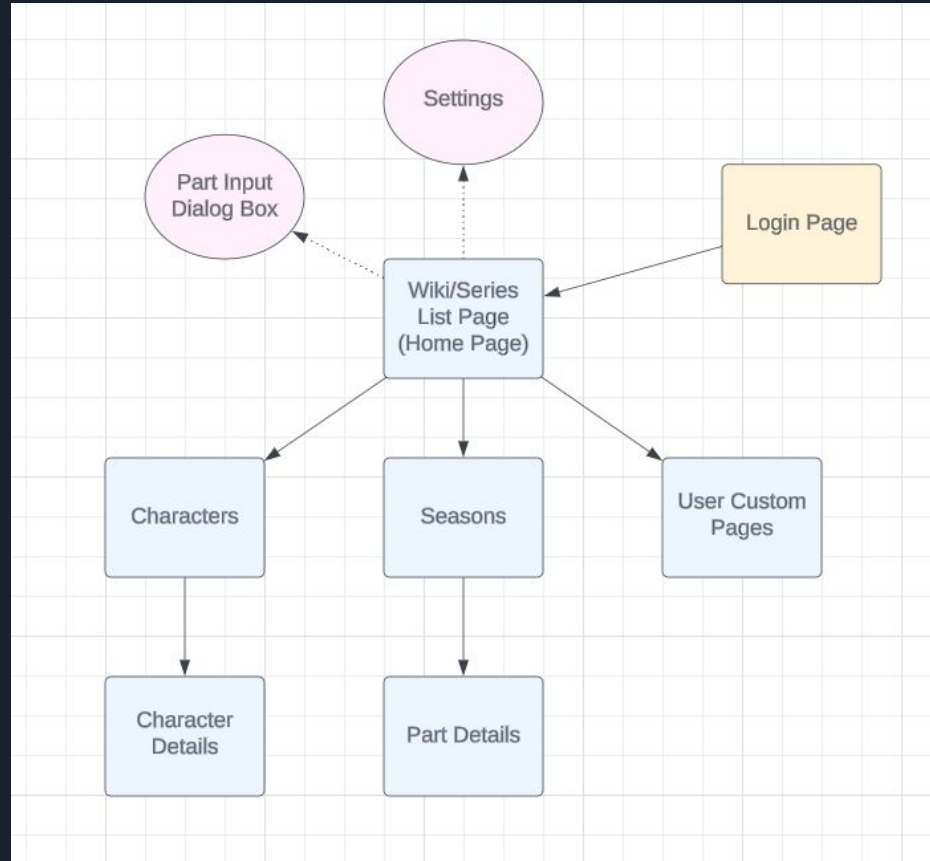 Settings
Part Input
Dialog Box
Login Page
Wiki/Series
List Page
(Home Page)
Characters
Seasons
User Custom
Pages
Character
Details
Part Details